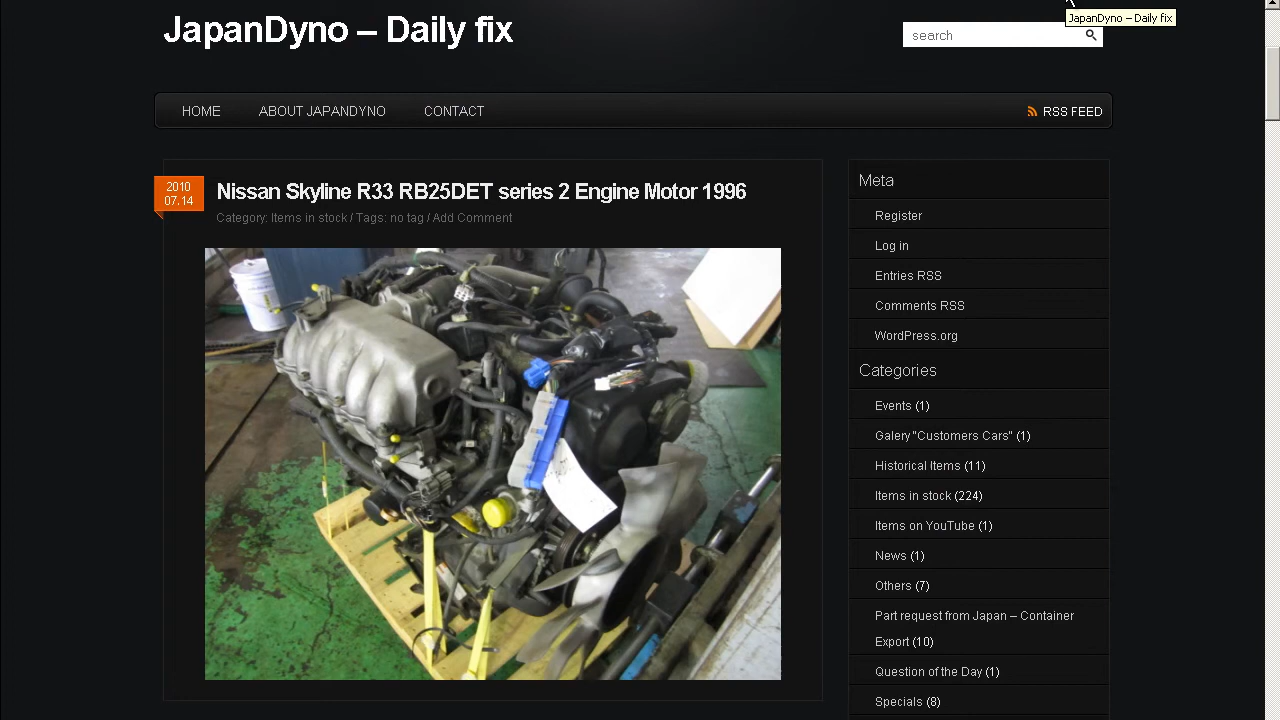 JapanDyno – Daily fix
JapanDyno – Daily fix
search
HOME
ABOUT JAPANDYNO
CONTACT
RSS FEED
2010
07.14
Nissan Skyline R33 RB25DET series 2 Engine Motor 1996
Category: Items in stock / Tags: no tag / Add Comment
Meta
Register
Log in
Entries RSS
Comments RSS
WordPress.org
Categories
Events (1)
Galery"Customers Cars" (1)
Historical Items (11)
Items in stock (224)
Items on YouTube (1)
News (1)
Others (7)
Part request from Japan – Container
Export (10)
Question of the Day (1)
Specials (8)